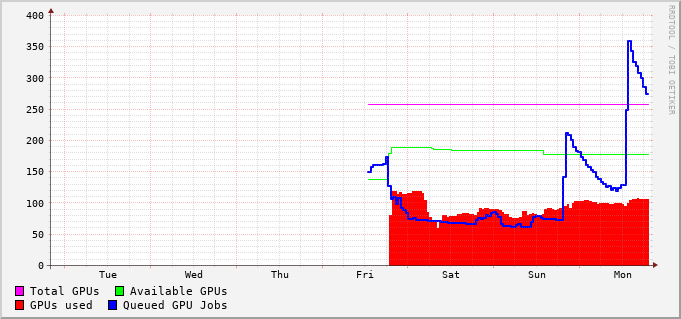 400
350
300
250
200
150
100
50
0
Tue Wed Thu Fri Sat Sun Mon
Total GPUs Available GPUs
GPUs used Queued GPU Jobs
RRDTOOL / TOBI OETIKER